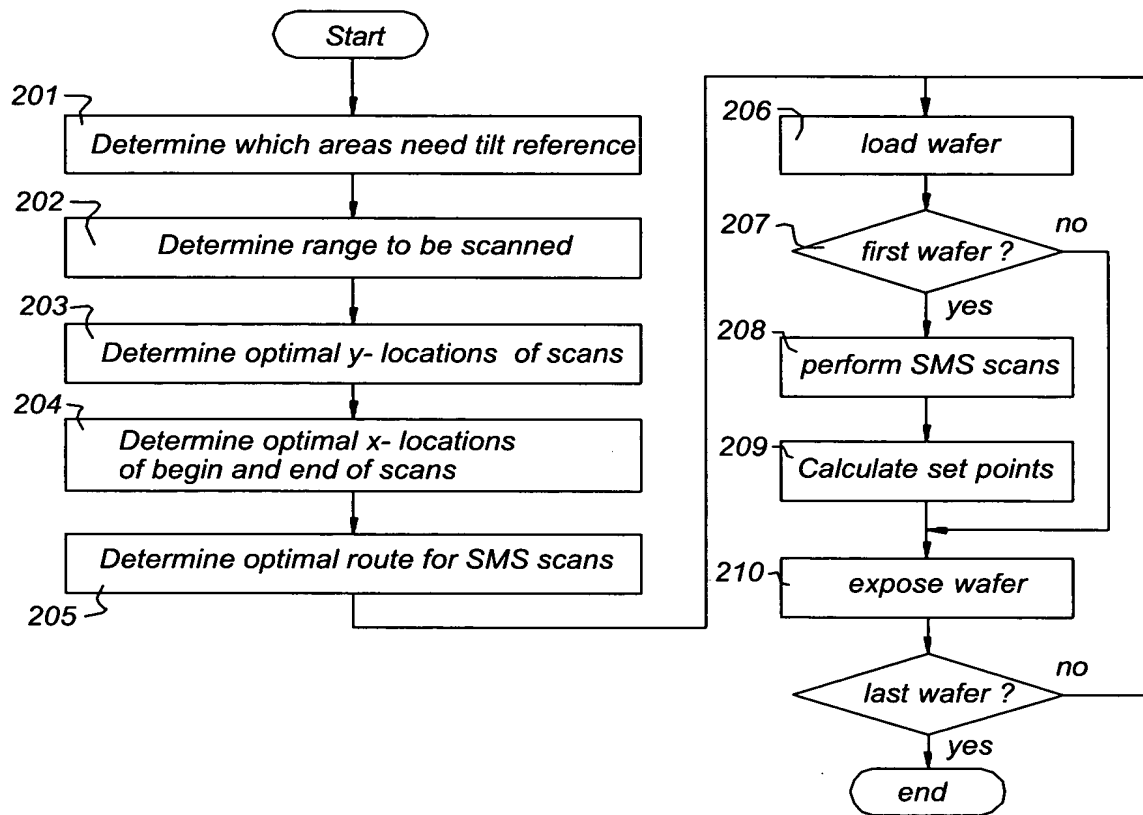 Start
201
Determine which areas need tilt reference
202
Determine range to be scanned
203
Determine optimal y- locations of scans
204
Determine optimal x- locations
of begin and end of scans
Determine optimal route for SMS scans
205
206
load wafer
207
first wafer ?
no
yes
208
perform SMS scans
209
Calculate set points
210
expose wafer
last wafer ?
no
yes
end